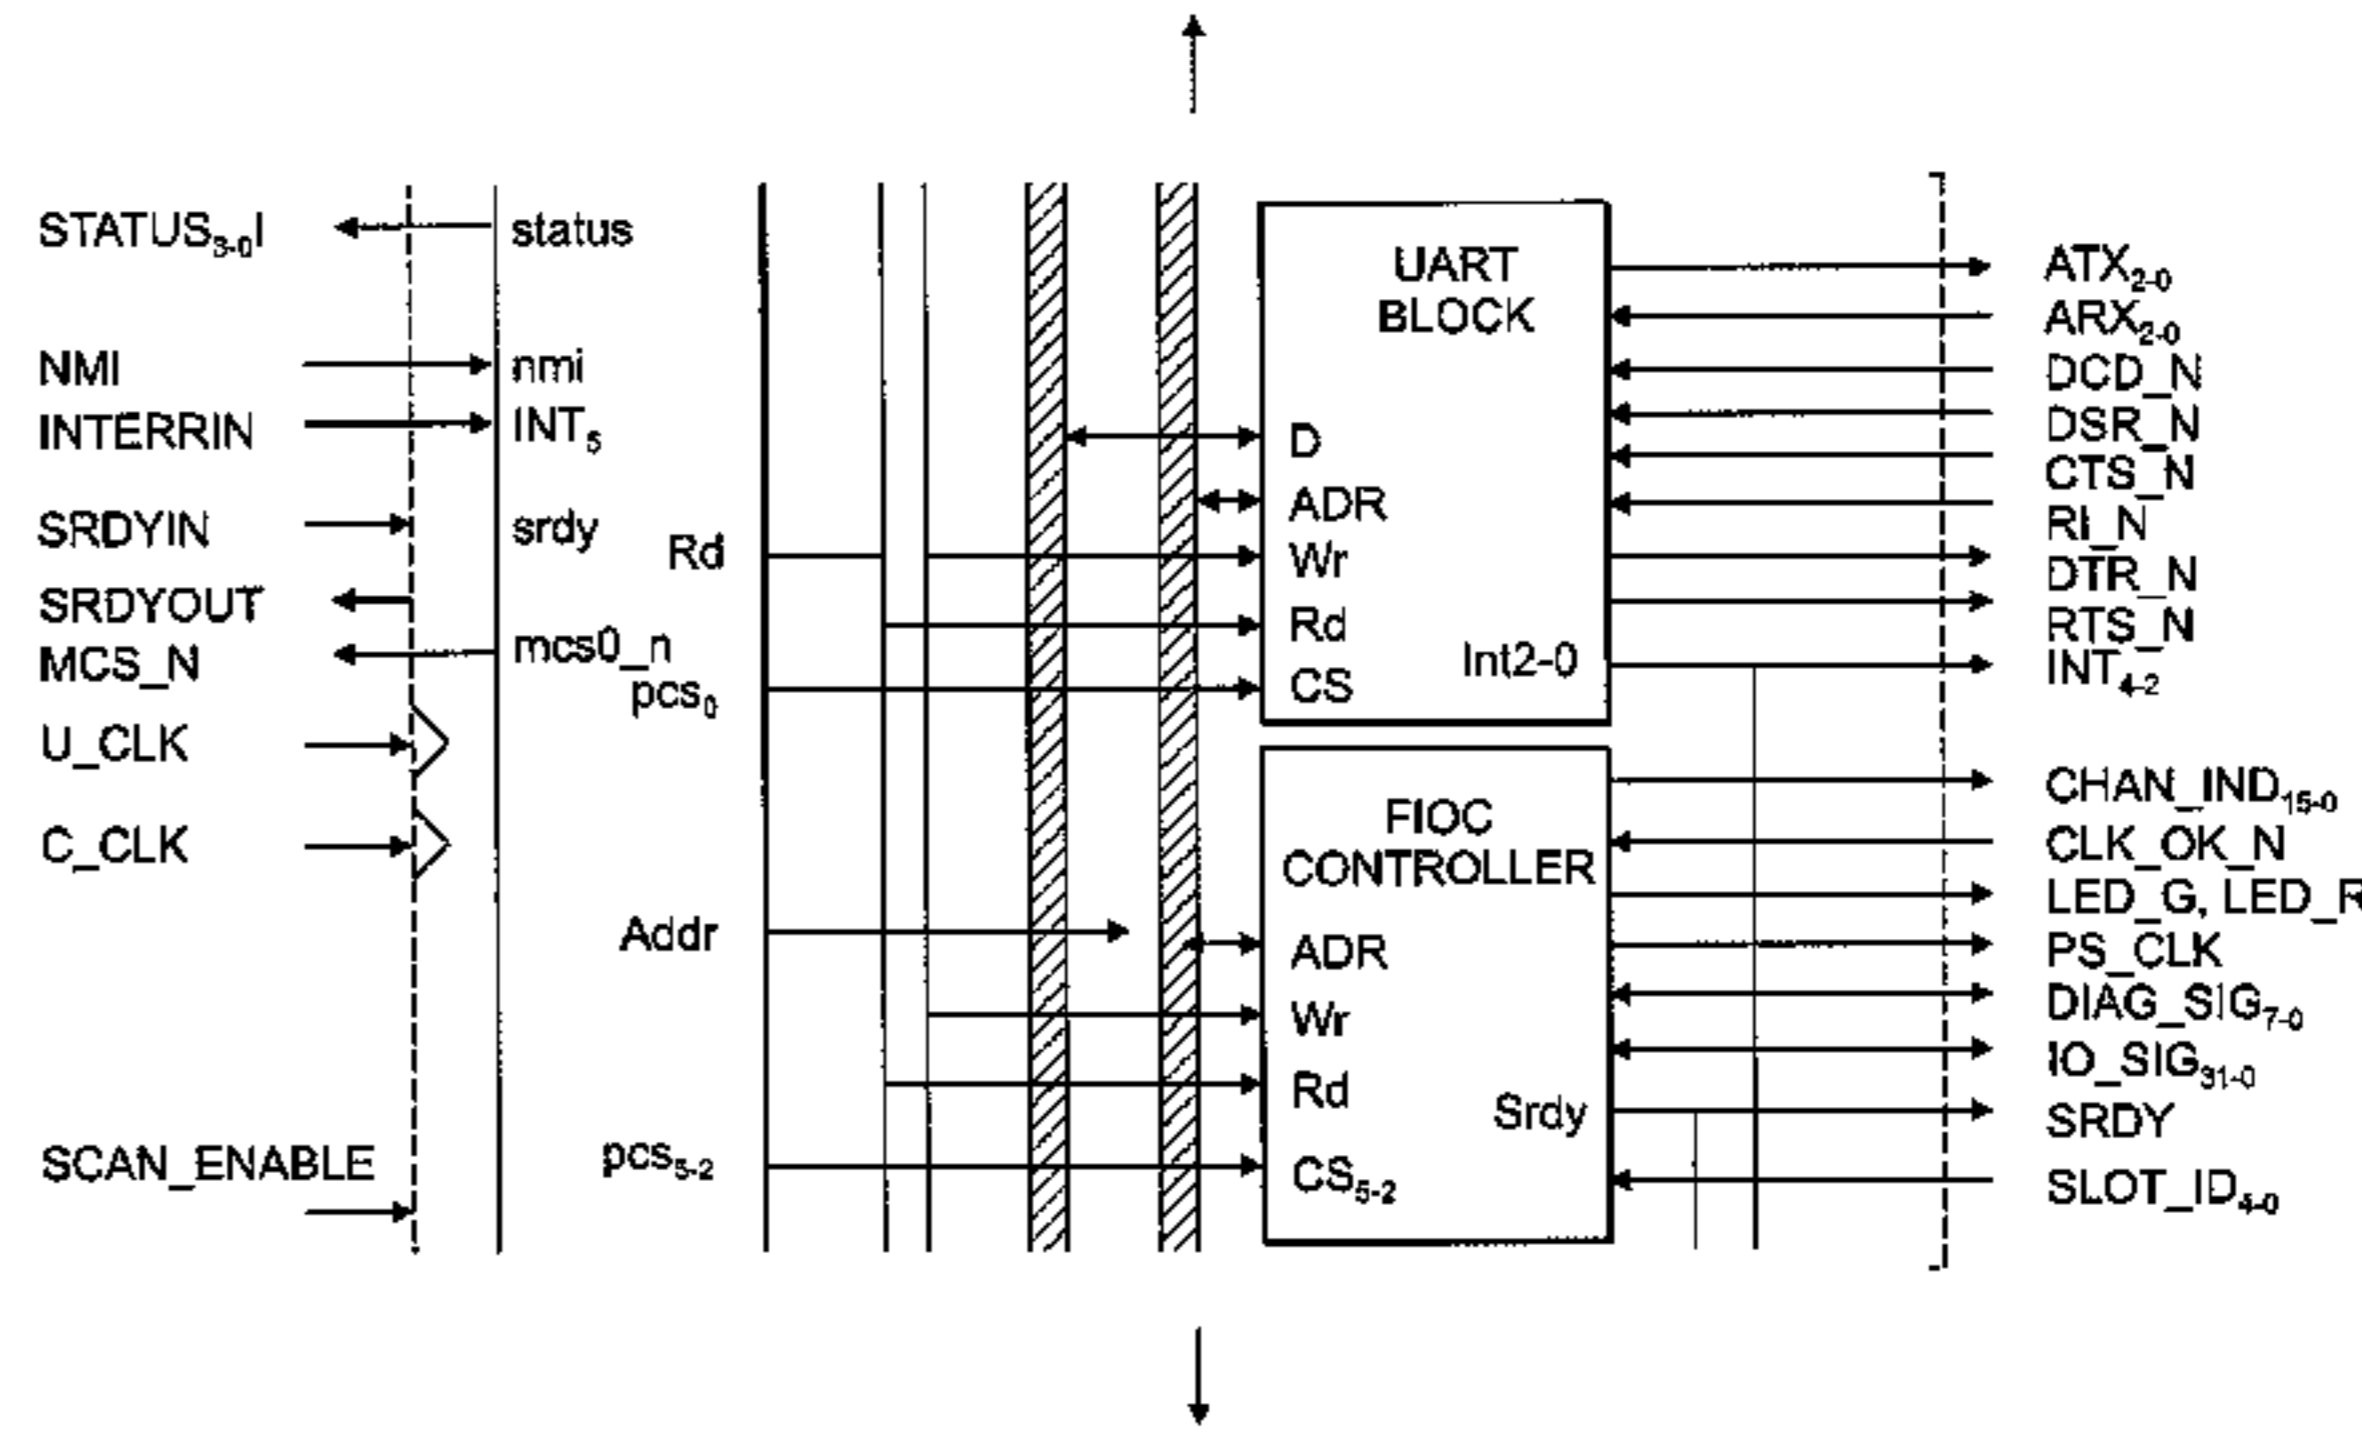 STATUS3-0I
status
NMI
nmi
INTERRIN
INT5
SRDYIN
srdy
SRDYOUT
MCS_N
mcs0_n
U_CLK
C_CLK
SCAN_ENABLE
Rd
pcs0
Addr
pcs5-2
UART
BLOCK
D
ADR
Wr
Rd
CS
Int2-0
FIOC
CONTROLLER
ADR
Wr
Rd
Srdy
CS5-2
ATX2-0
ARX2-0
DCD_N
DSR_N
CTS_N
RI_N
DTR_N
RTS_N
INT4-2
CHAN_IND15-0
CLK_OK_N
LED_G, LED_R
PS_CLK
DIAG_SIG7-0
IO_SIG31-0
SRDY
SLOT_ID4-0